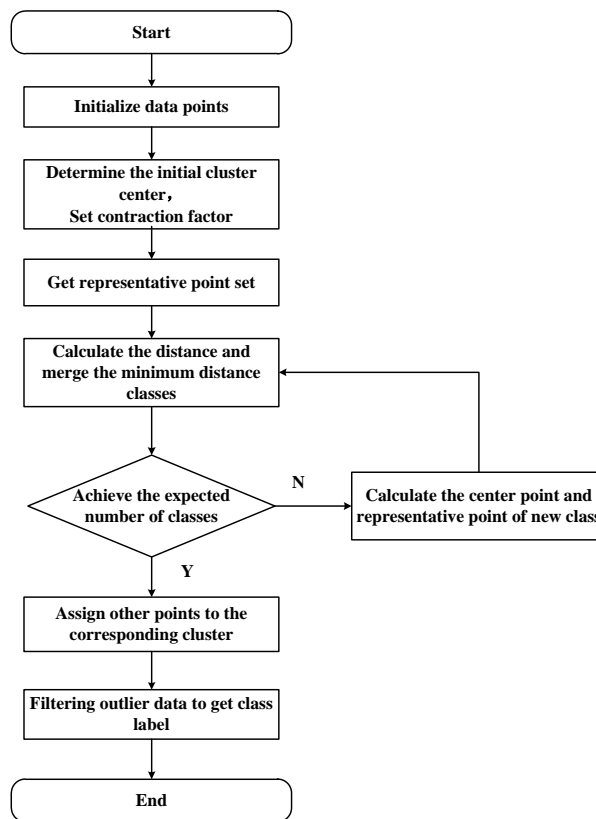 Start
Initialize data points
Determine the initial cluster
center，
Set contraction factor
Get representative point set
Calculate the distance and
merge the minimum distance
classes
Achieve the expected
number of classes
N
Calculate the center point and
representative point of new class
Y
Assign other points to the
corresponding cluster
Filtering outlier data to get class
label
End